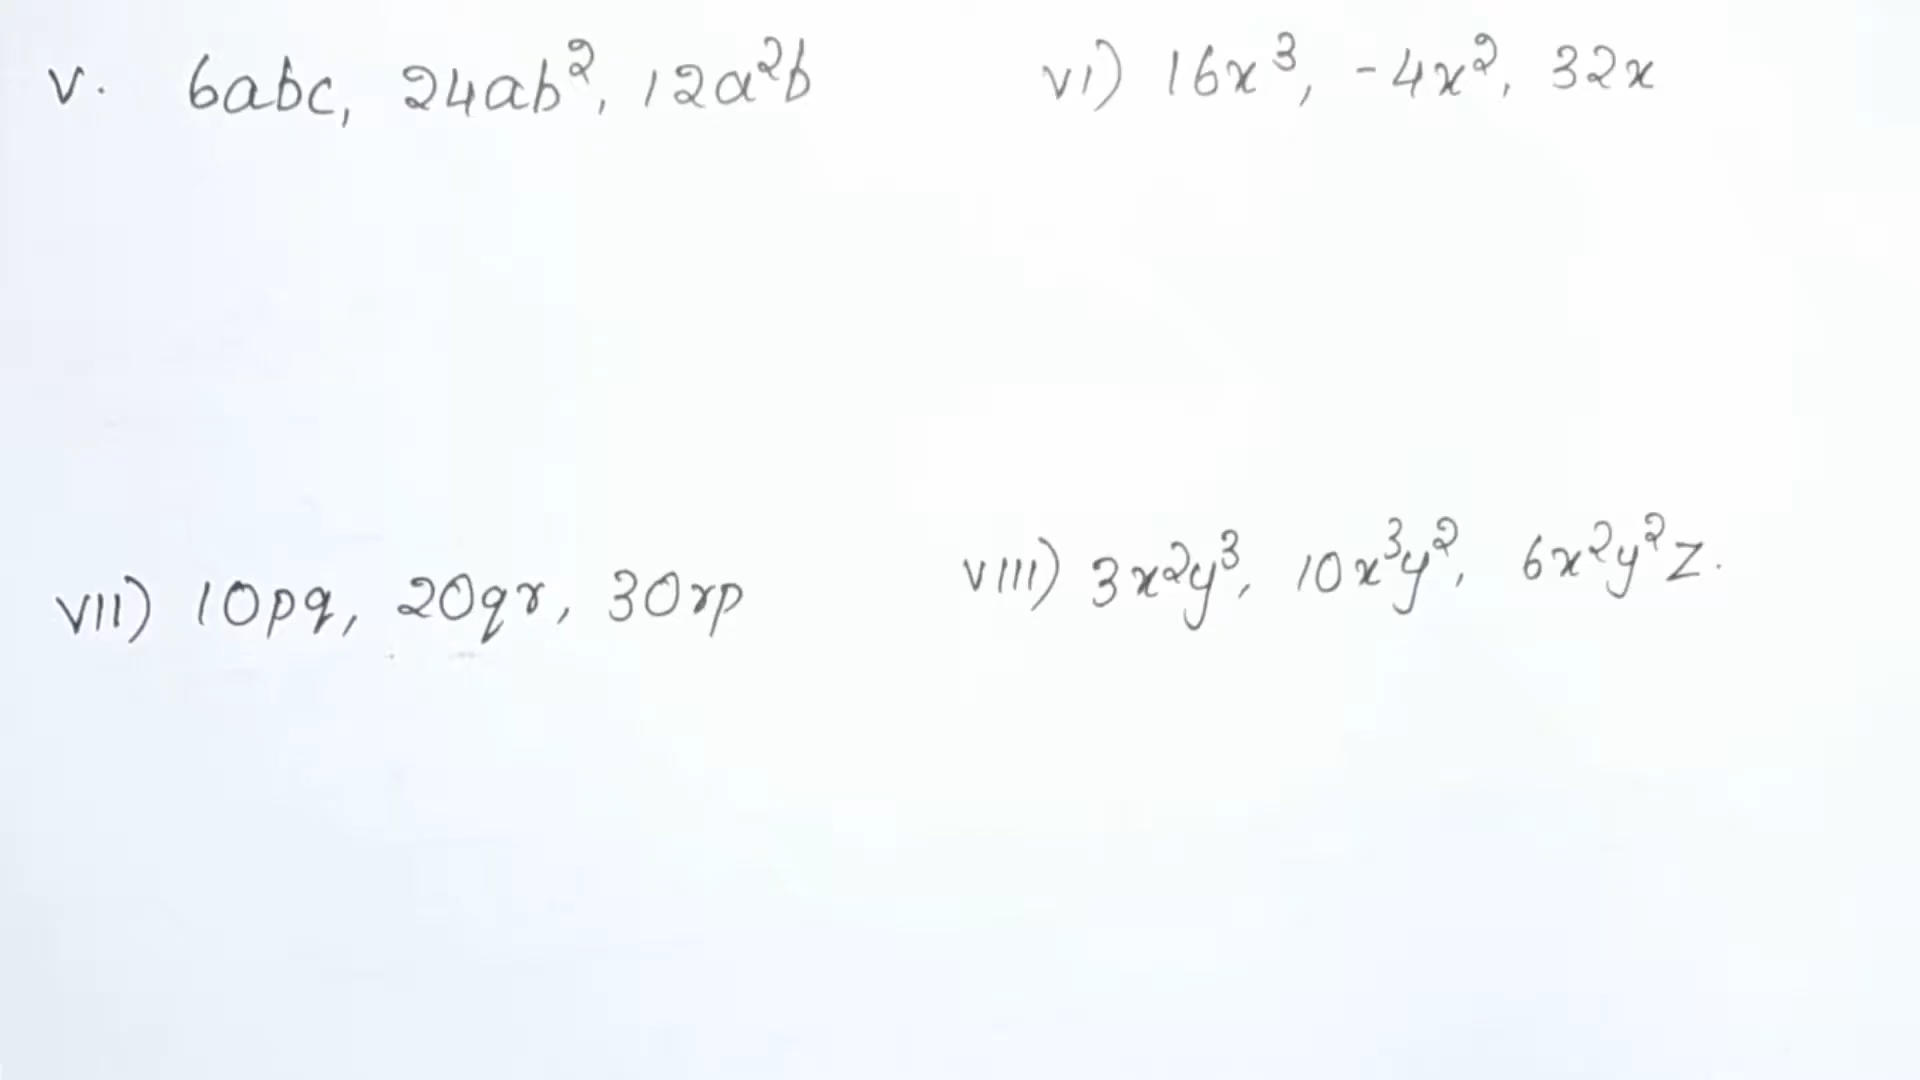 v. 6abc, 24ab², 12a²b
vi) 16x³, -4x², 32x
vii) 10pq, 20qr, 30rp
viii) 3x²y³, 10x³y², 6x²y²z.